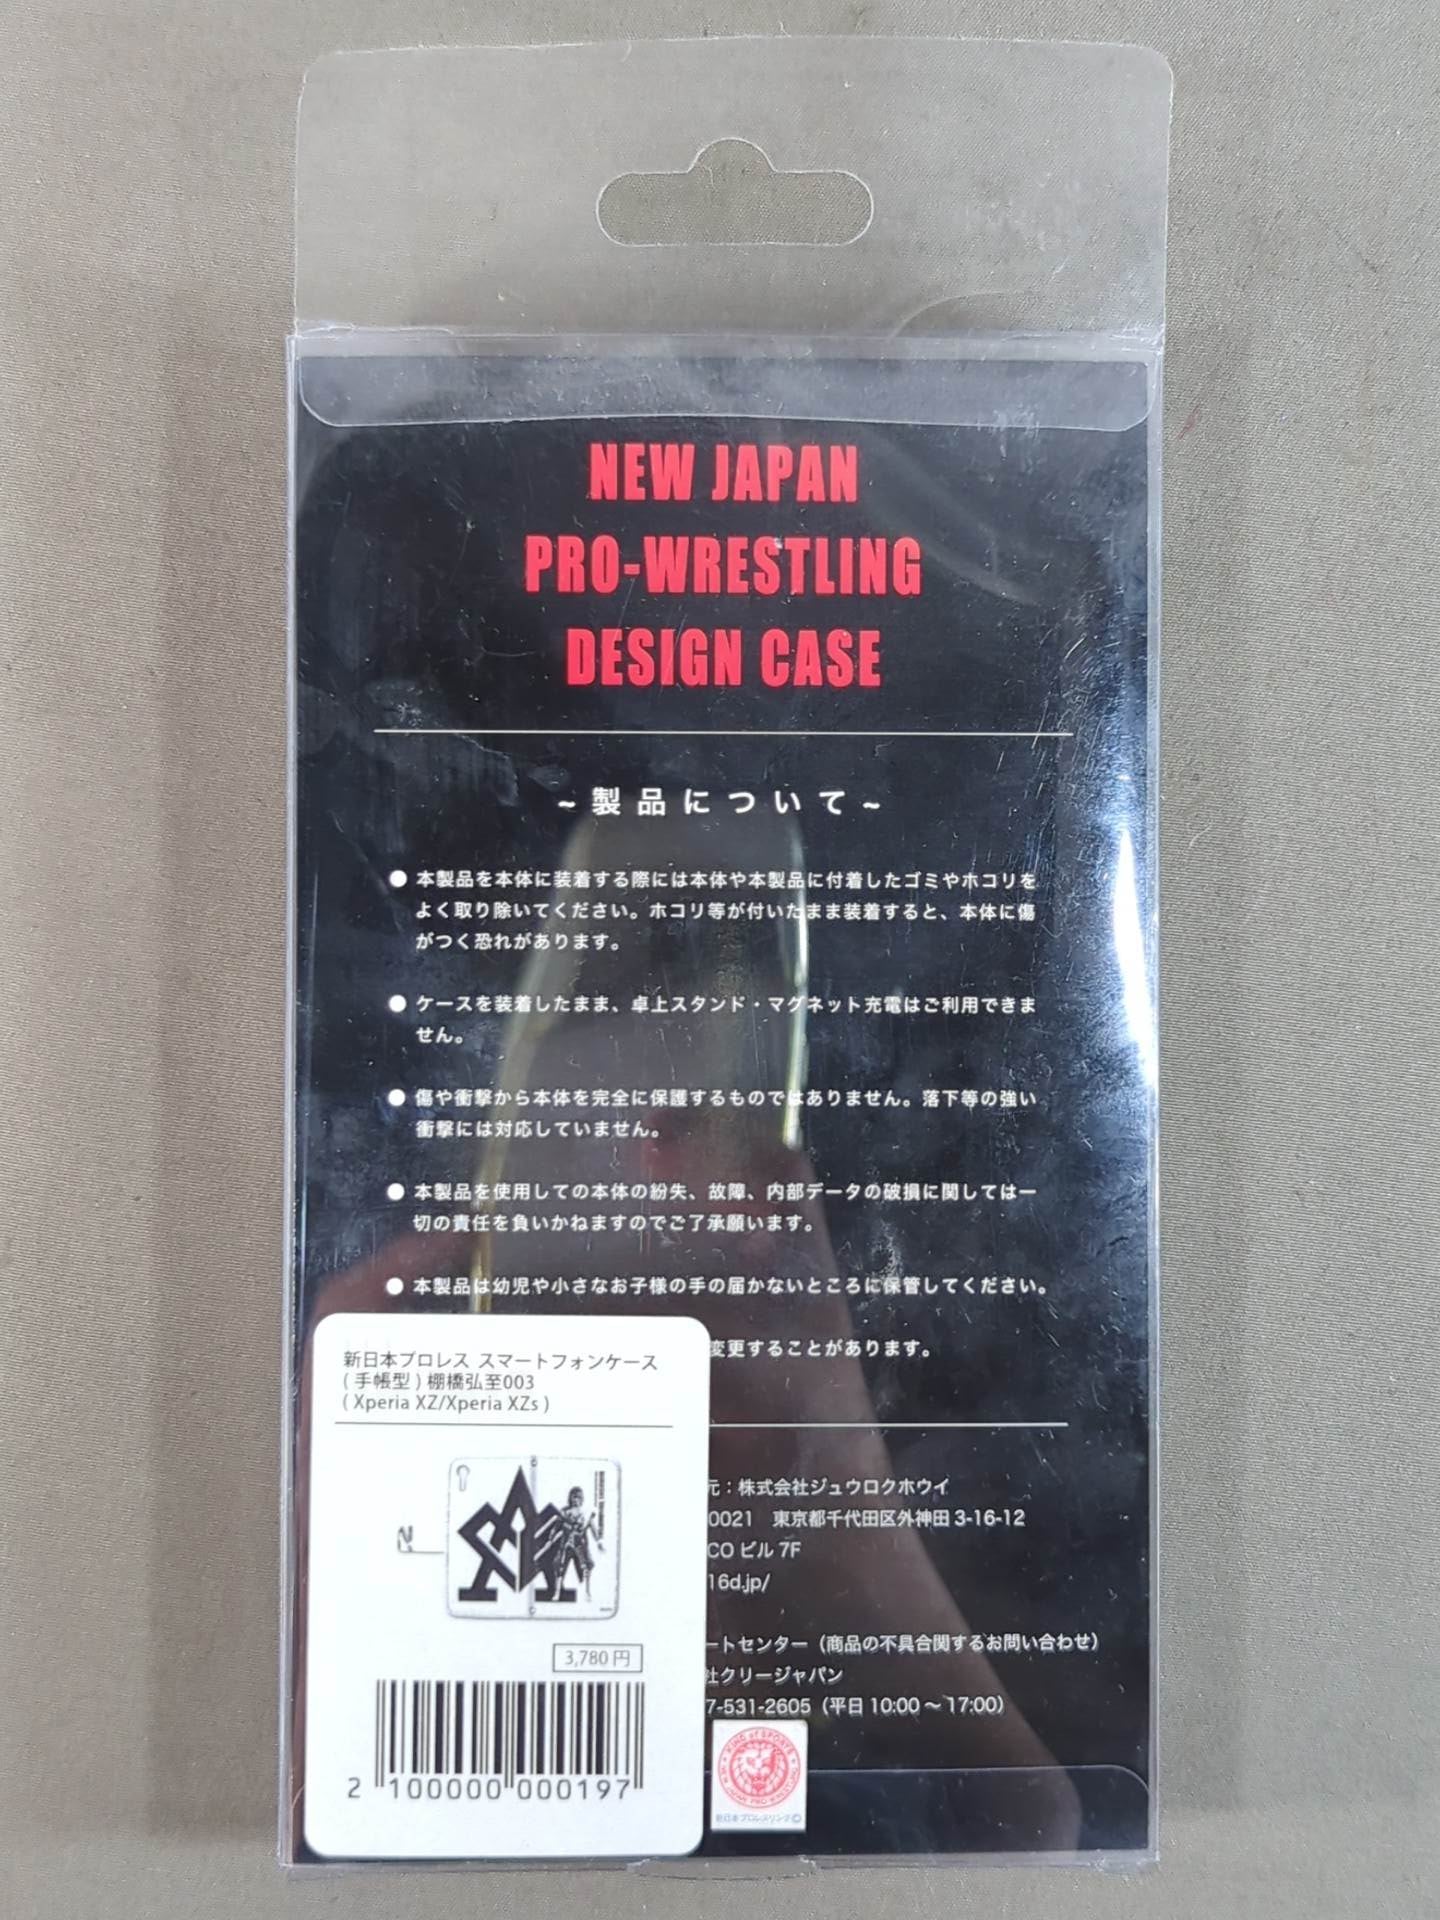 NEW JAPAN
PRO-WRESTLING
DESIGN CASE
~製品について~
● 本製品を本体に装着する際には本体や本製品に付着したゴミやホコリを
よく取り除いてください。ホコリ等が付いたまま装着すると、本体に傷
がつく恐れがあります。
● ケースを装着したまま、卓上スタンド・マグネット充電はご利用できま
せん。
● 傷や衝撃から本体を完全に保護するものではありません。落下等の強い
衝撃には対応していません。
● 本製品を使用しての本体の紛失、故障、内部データの破損に関しては一
切の責任を負いかねますのでご了承願います。
● 本製品は幼児や小さなお子様の手の届かないところに保管してください。
変更することがあります。
新日本プロレス スマートフォンケース
( 手帳型 ) 棚橋弘至003
( Xperia XZ/Xperia XZs )
3,780 円
2 100000 000197
元：株式会社ジュウロクホウイ
0021 東京都千代田区外神田 3-16-12
CO ビル 7F
16d.jp/
ートセンター（商品の不具合関するお問い合わせ）
社クリージャパン
7-531-2605（平日 10:00 〜 17:00）
KING of SPORTS
NEW JAPAN PRO WRESTLING
新日本プロレスリング©